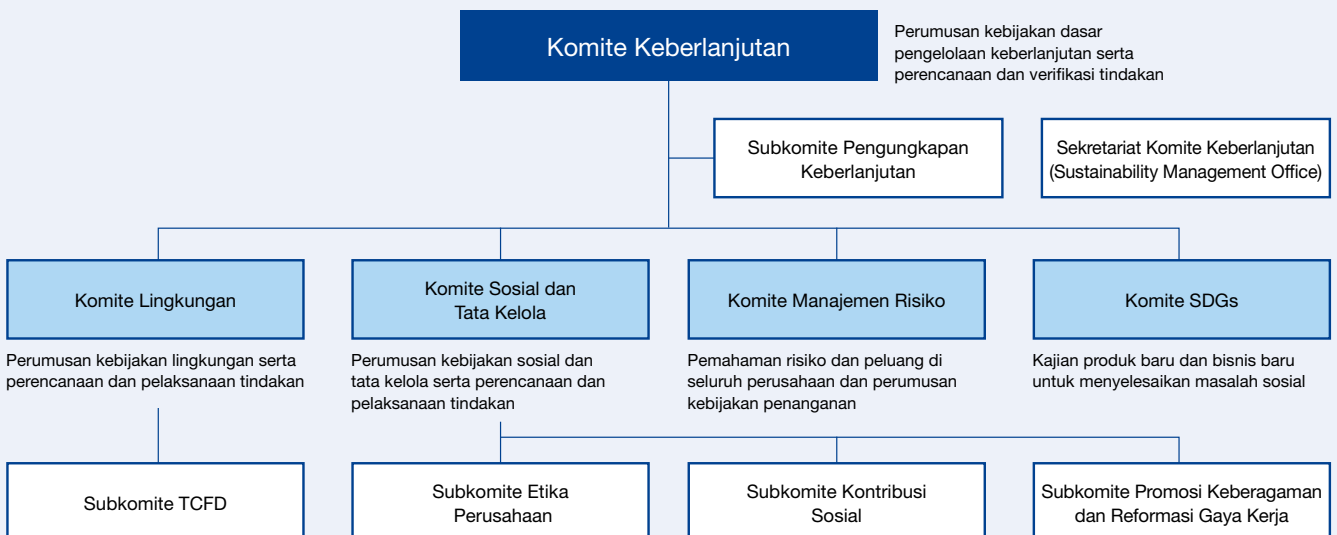 Komite Keberlanjutan
Perumusan kebijakan dasar
pengelolaan keberlanjutan serta
perencanaan dan verifikasi tindakan
Subkomite Pengungkapan
Keberlanjutan
Sekretariat Komite Keberlanjutan
(Sustainability Management Office)
Komite Lingkungan
Komite Sosial dan
Tata Kelola
Komite Manajemen Risiko
Komite SDGs
Perumusan kebijakan lingkungan serta
perencanaan dan pelaksanaan tindakan
Perumusan kebijakan sosial dan
tata kelola serta perencanaan dan
pelaksanaan tindakan
Pemahaman risiko dan peluang di
seluruh perusahaan dan perumusan
kebijakan penanganan
Kajian produk baru dan bisnis baru
untuk menyelesaikan masalah sosial
Subkomite TCFD
Subkomite Etika
Perusahaan
Subkomite Kontribusi
Sosial
Subkomite Promosi Keberagaman
dan Reformasi Gaya Kerja